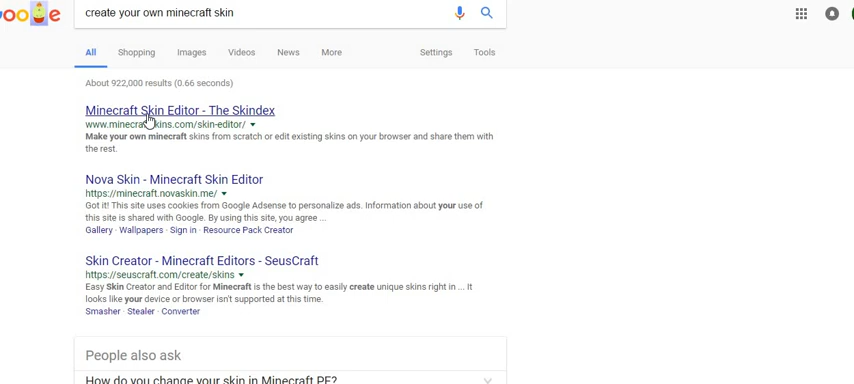 create your own minecraft skin
All Shopping Images Videos News More Settings Tools
About 922,000 results (0.66 seconds)
Minecraft Skin Editor - The Skindex
www.minecraftskins.com/skin-editor/
Make your own minecraft skins from scratch or edit existing skins on your browser and share them with
the rest.
Nova Skin - Minecraft Skin Editor
https://minecraft.novaskin.me/
Got it! This site uses cookies from Google Adsense to personalize ads. Information about your use of
this site is shared with Google. By using this site, you agree ...
Gallery · Wallpapers · Sign in · Resource Pack Creator
Skin Creator - Minecraft Editors - SeusCraft
https://seuscraft.com/create/skins
Easy Skin Creator and Editor for Minecraft is the best way to easily create unique skins right in ... It
looks like your device or browser isn't supported at this time.
Smasher · Stealer · Converter
People also ask
How do you change your skin in Minecraft PE?